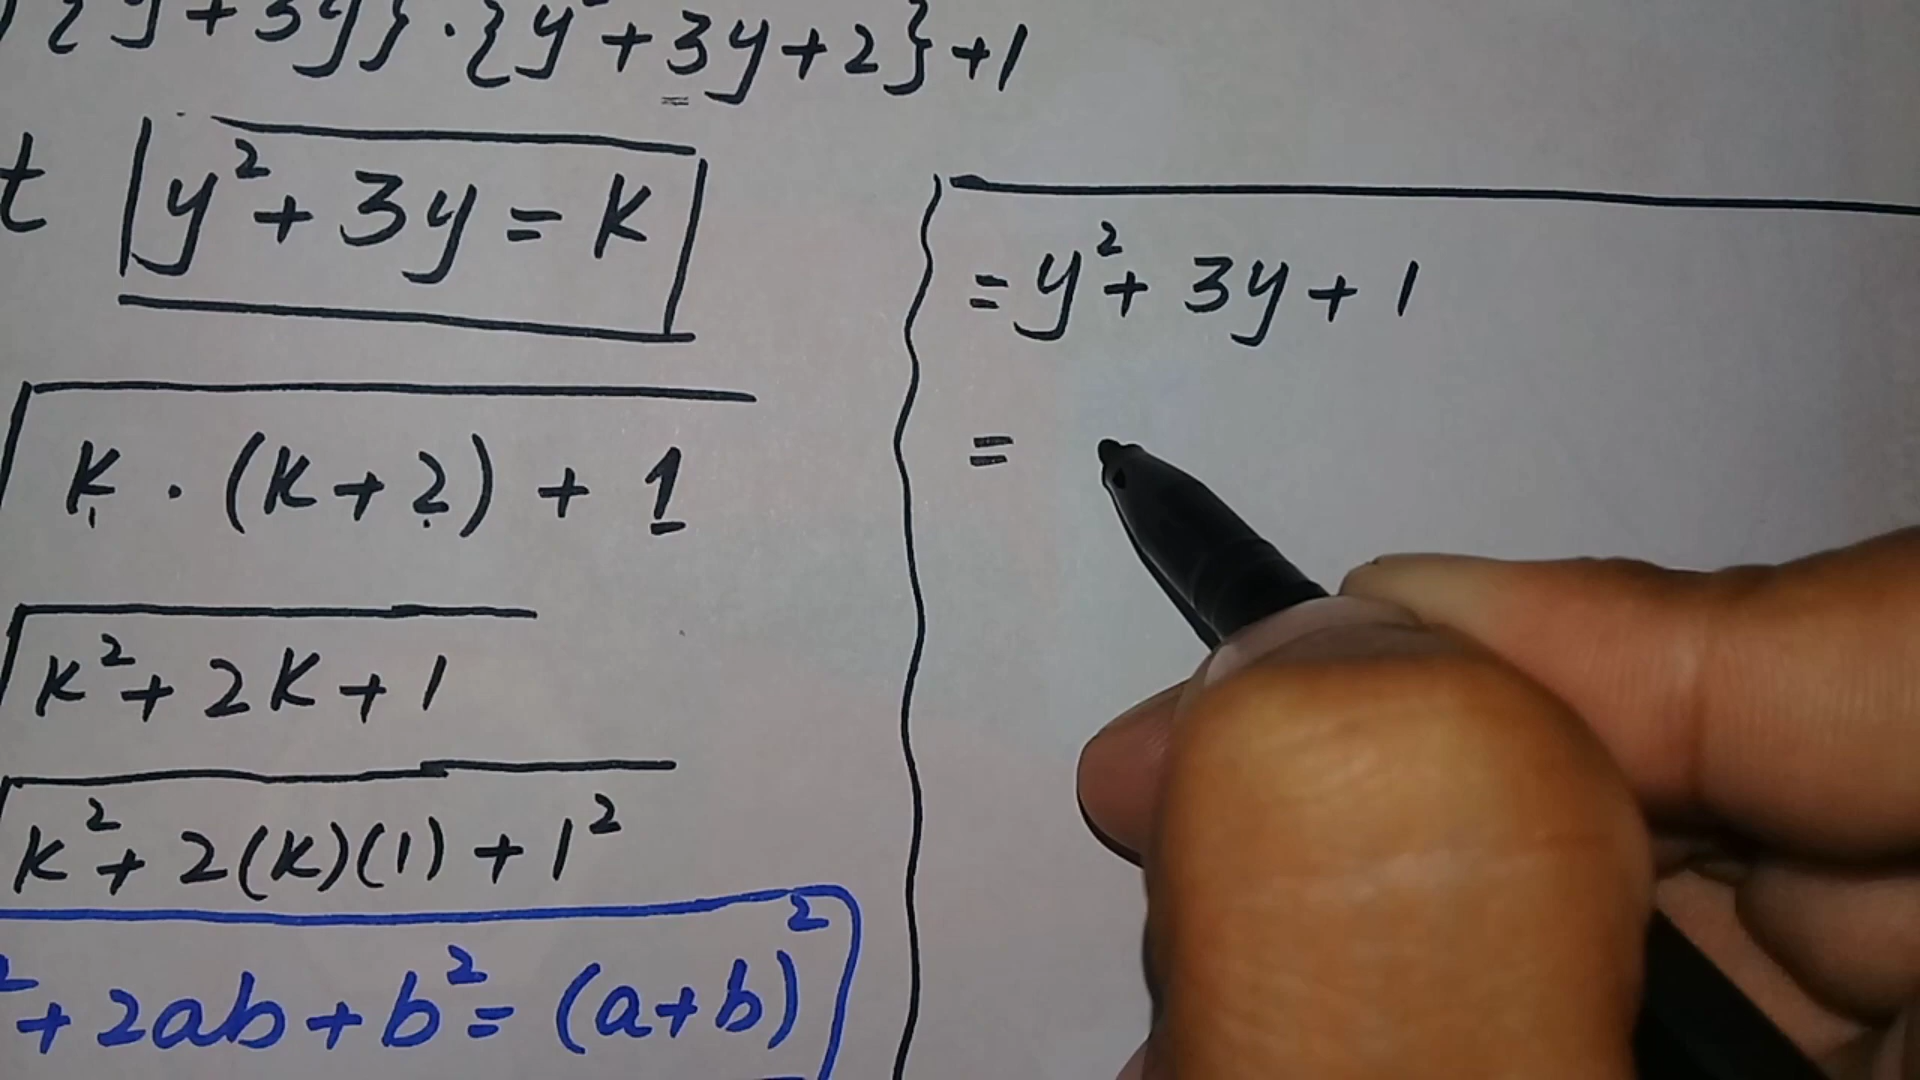 {y²+3y}·{y²+3y+2}+1
t y²+3y=K
K·(K+2)+1
K²+2K+1
K²+2(K)(1)+1²
²+2ab+b²=(a+b)²
=y²+3y+1
=